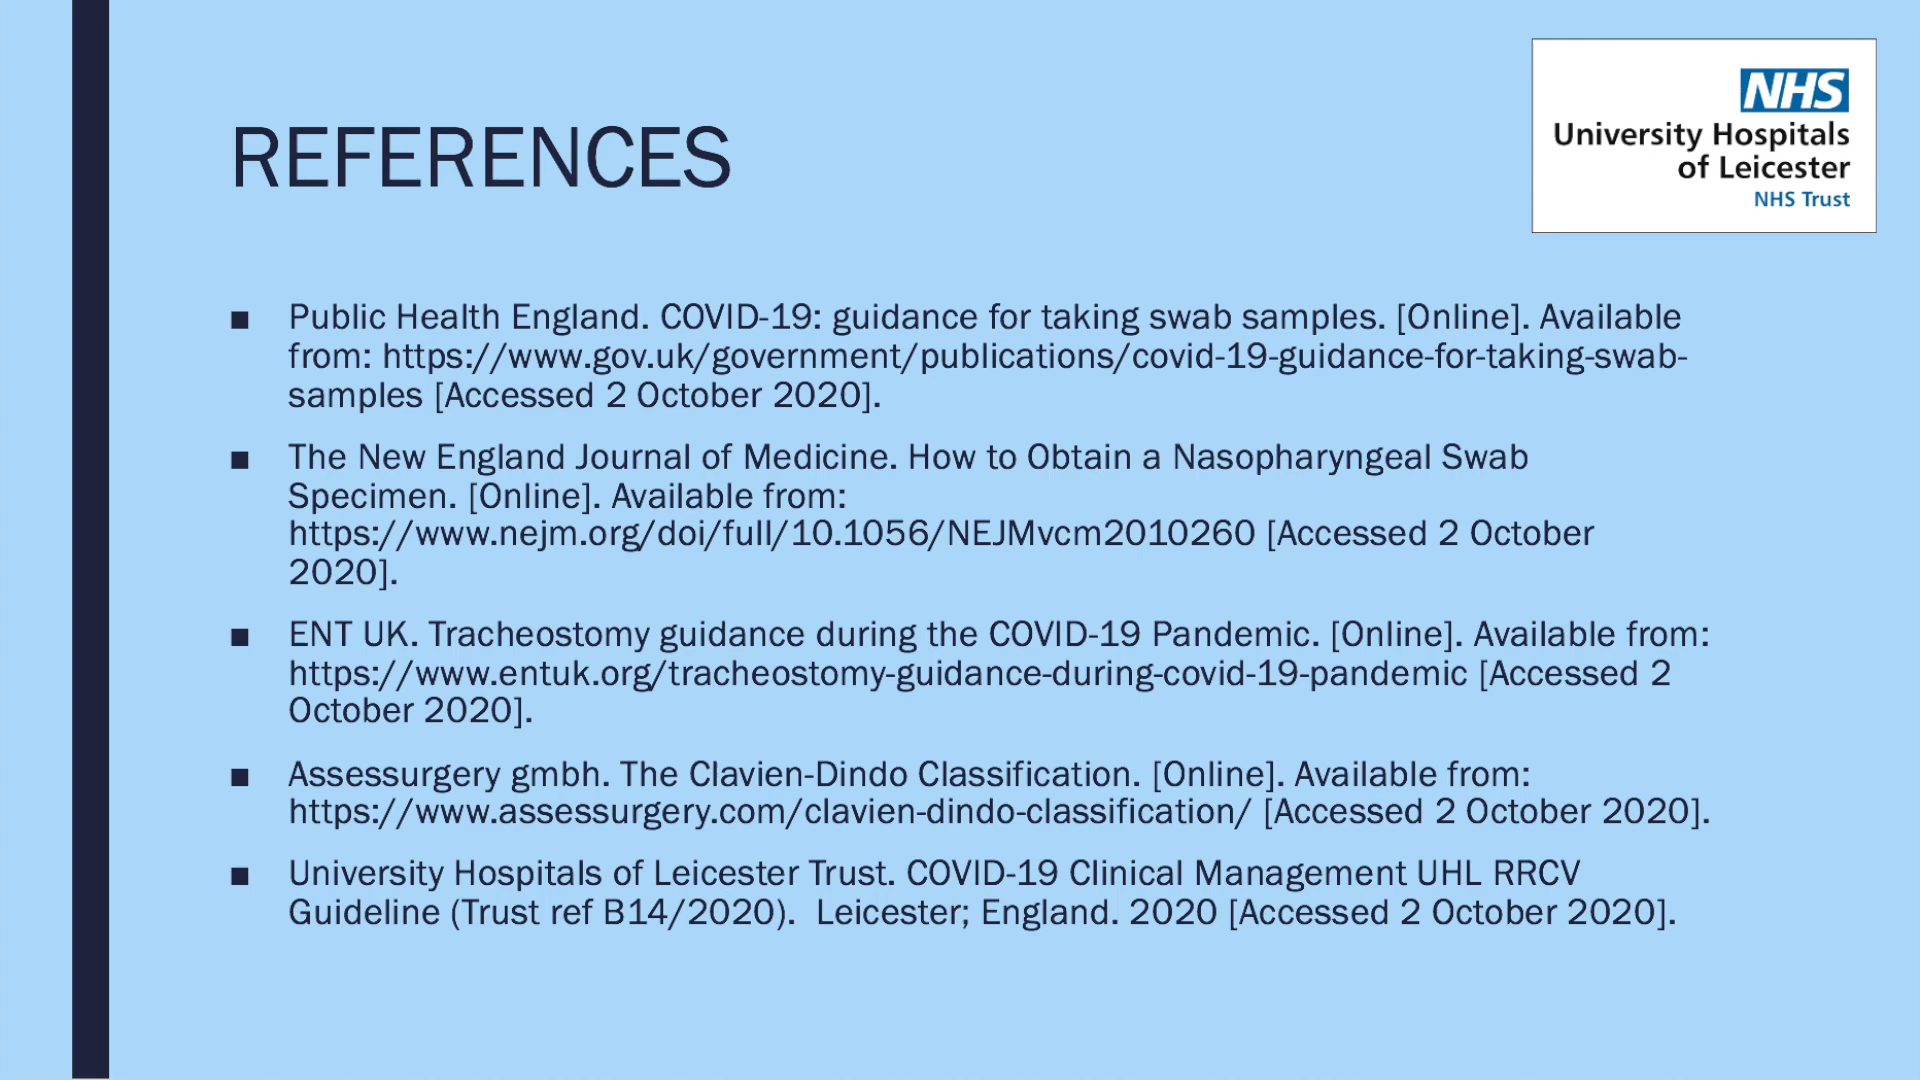 REFERENCES
NHS
University Hospitals
of Leicester
NHS Trust
■ Public Health England. COVID-19: guidance for taking swab samples. [Online]. Available
from: https://www.gov.uk/government/publications/covid-19-guidance-for-taking-swab-
samples [Accessed 2 October 2020].
■ The New England Journal of Medicine. How to Obtain a Nasopharyngeal Swab
Specimen. [Online]. Available from:
https://www.nejm.org/doi/full/10.1056/NEJMvcm2010260 [Accessed 2 October
2020].
■ ENT UK. Tracheostomy guidance during the COVID-19 Pandemic. [Online]. Available from:
https://www.entuk.org/tracheostomy-guidance-during-covid-19-pandemic [Accessed 2
October 2020].
■ Assessurgery gmbh. The Clavien-Dindo Classification. [Online]. Available from:
https://www.assessurgery.com/clavien-dindo-classification/ [Accessed 2 October 2020].
■ University Hospitals of Leicester Trust. COVID-19 Clinical Management UHL RRCV
Guideline (Trust ref B14/2020).  Leicester; England. 2020 [Accessed 2 October 2020].